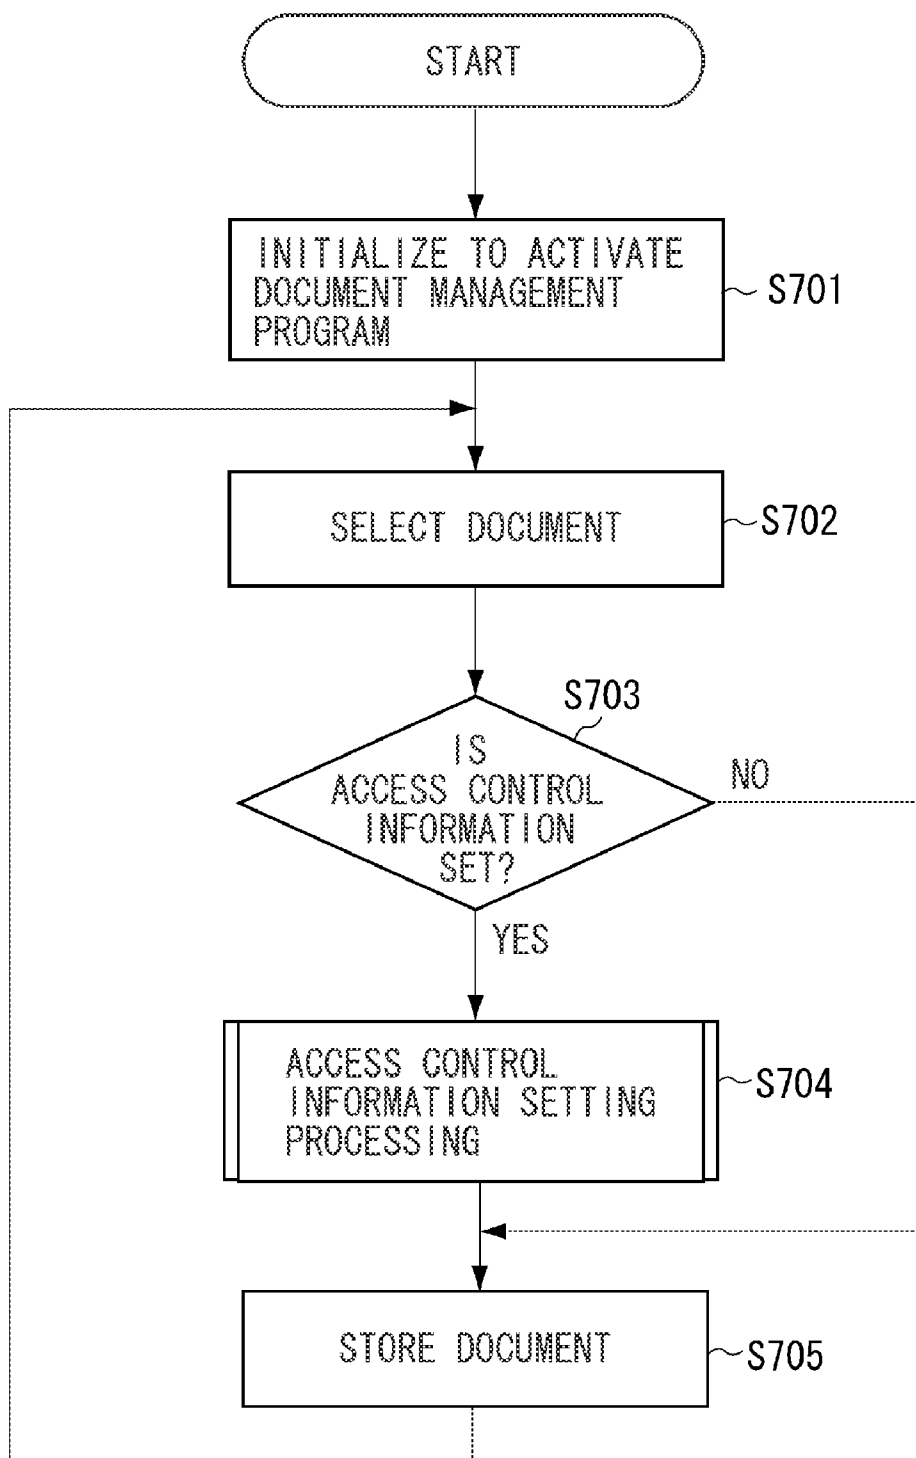 START
INITIALIZE TO ACTIVATE
DOCUMENT MANAGEMENT
PROGRAM
S701
SELECT DOCUMENT
S702
S703
IS
ACCESS CONTROL
INFORMATION
SET?
NO
YES
ACCESS CONTROL
INFORMATION SETTING
PROCESSING
S704
STORE DOCUMENT
S705